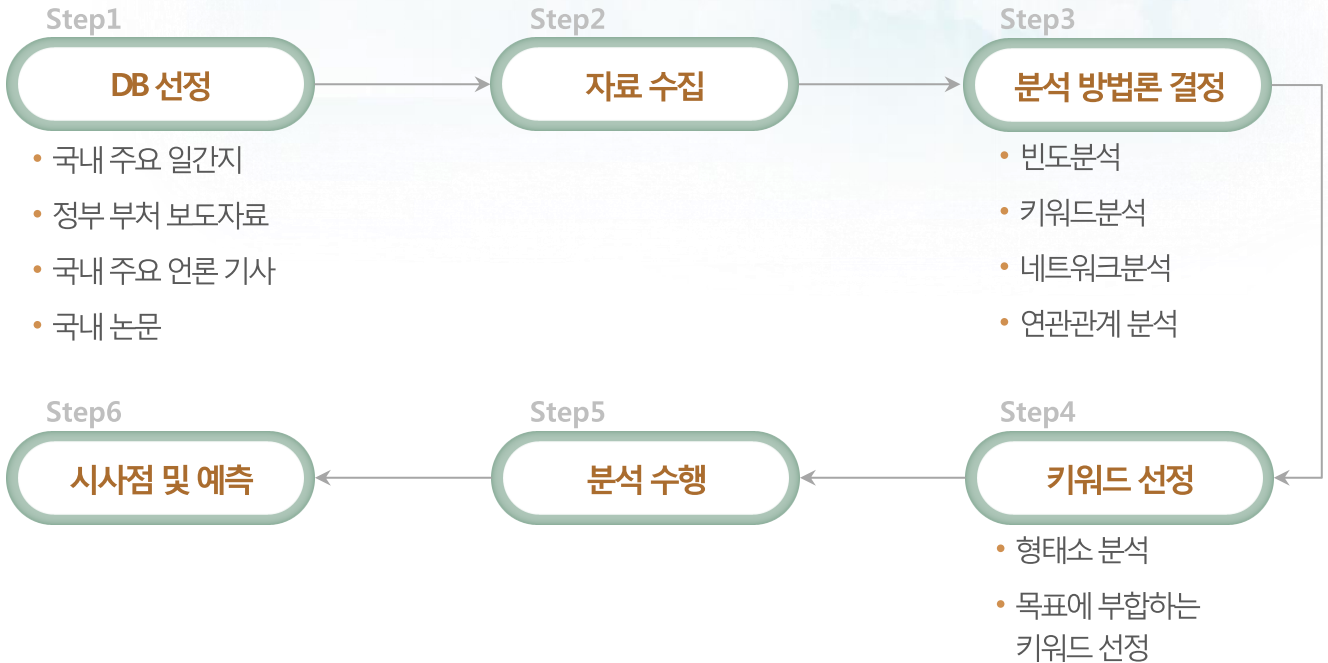 Step1
DB 선정
• 국내 주요 일간지
• 정부 부처 보도자료
• 국내 주요 언론 기사
• 국내 논문
Step2
자료 수집
Step3
분석 방법론 결정
• 빈도분석
• 키워드분석
• 네트워크분석
• 연관관계 분석
Step4
키워드 선정
• 형태소 분석
• 목표에 부합하는
키워드 선정
Step5
분석 수행
Step6
시사점 및 예측